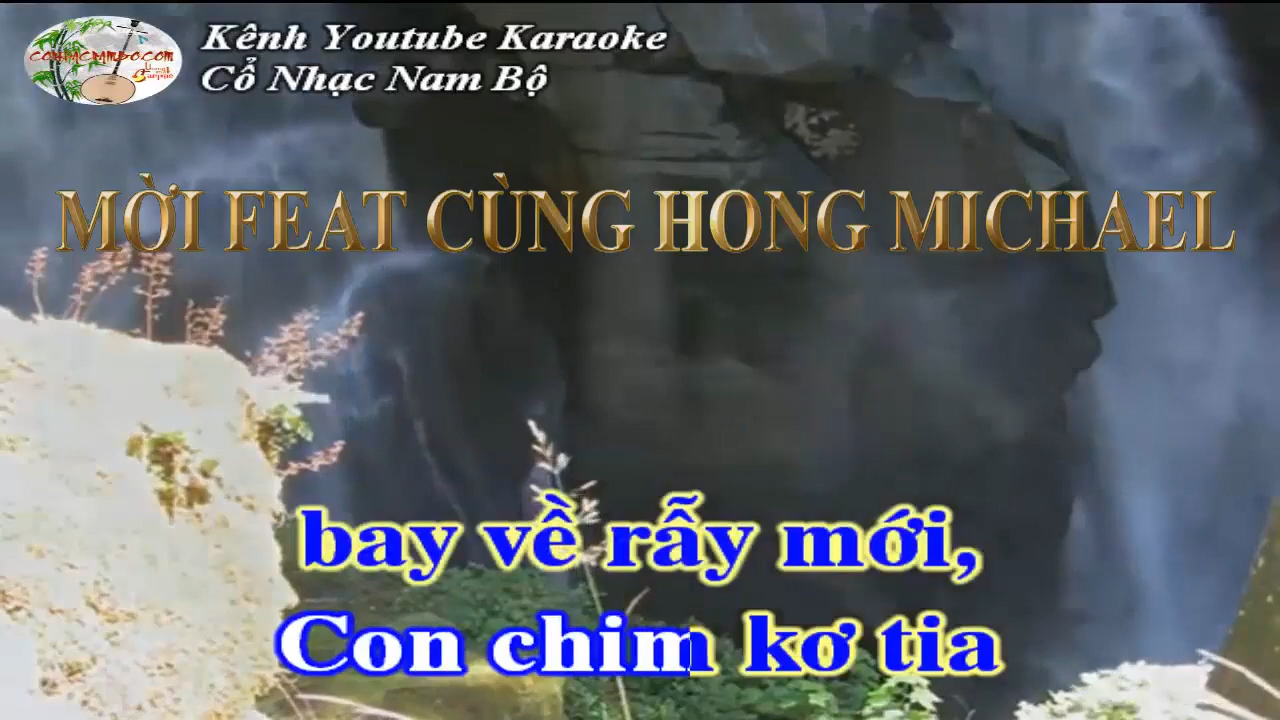 Kênh Youtube Karaoke
Cổ Nhạc Nam Bộ
MỜI FEAT CÙNG HONG MICHAEL
bay về rẫy mới,
Con chim kơ tia